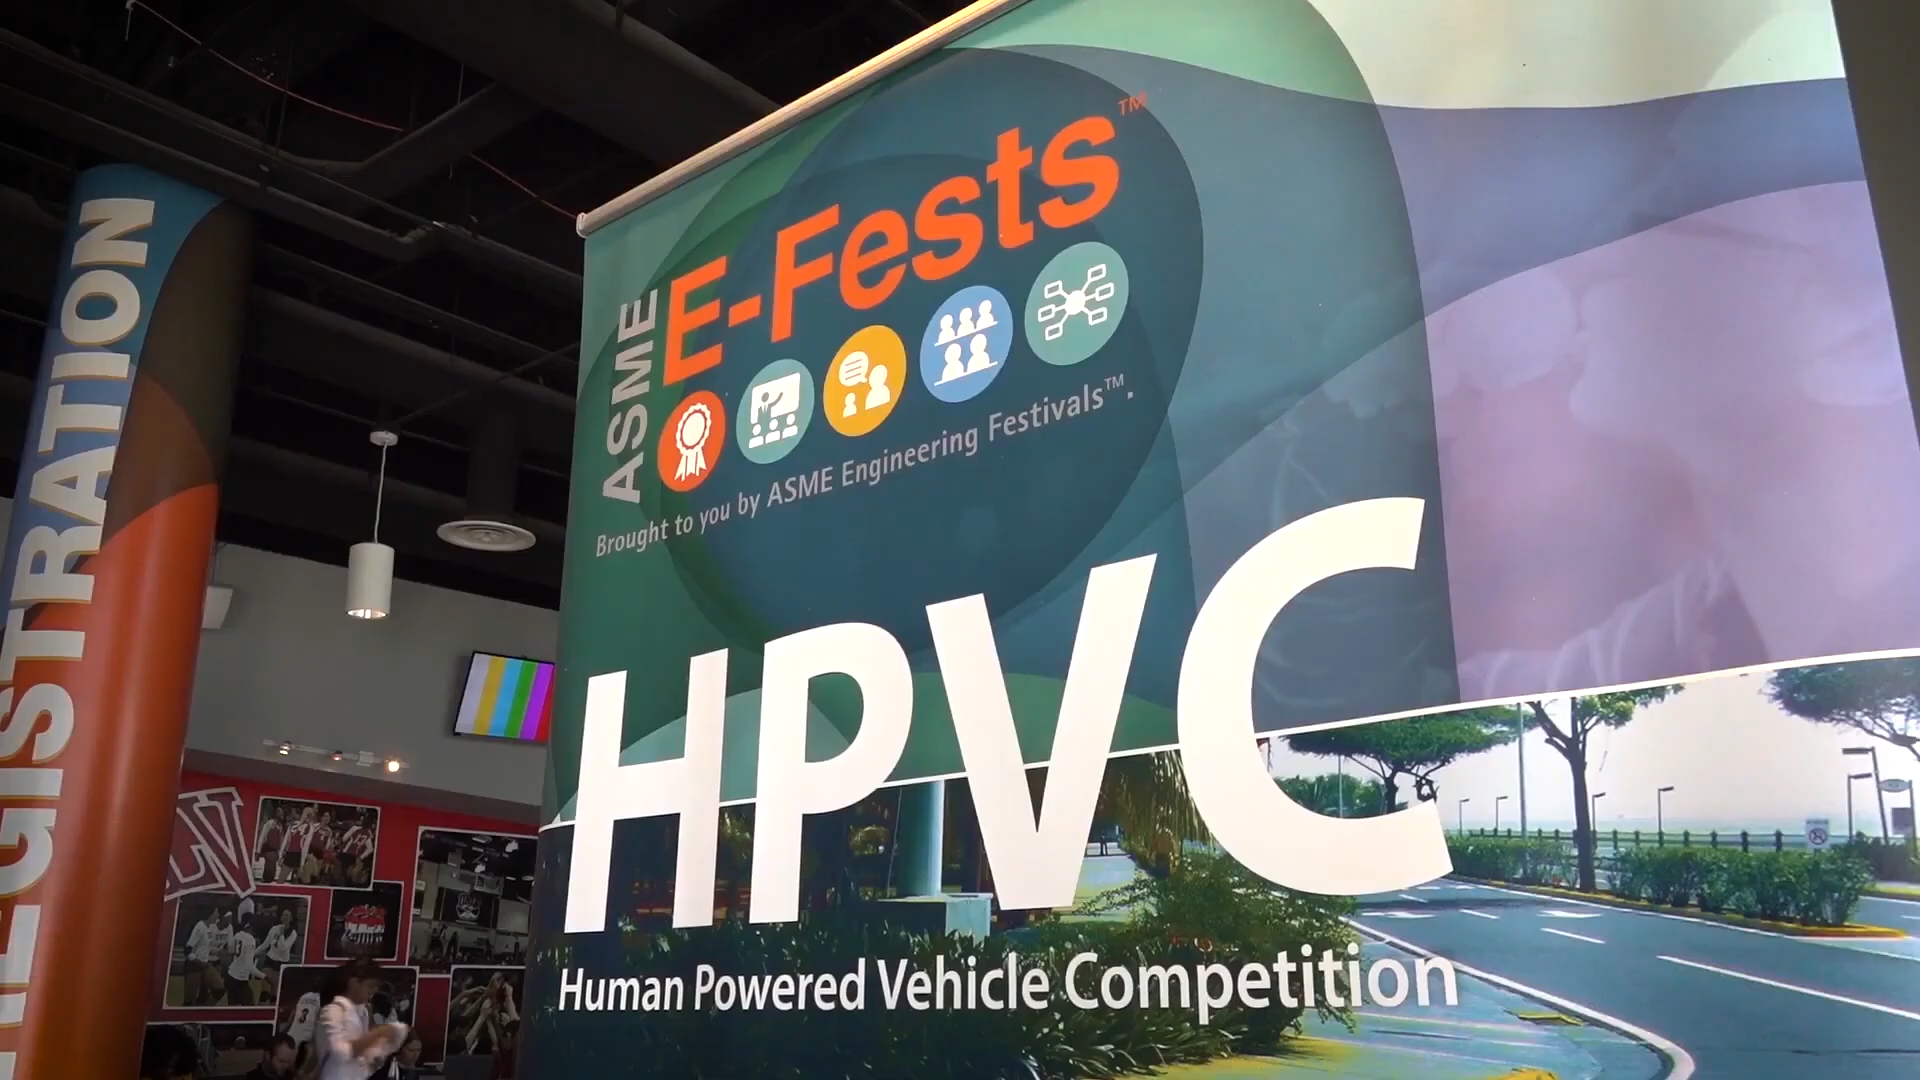 REGISTRATION
ASME
E-Fests™
Brought to you by ASME Engineering Festivals™.
HPVC
Human Powered Vehicle Competition